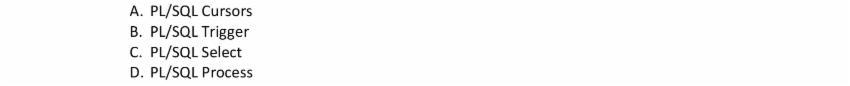 A. PL/SQL Cursors
B. PL/SQL Trigger
C. PL/SQL Select
D. PL/SQL Process